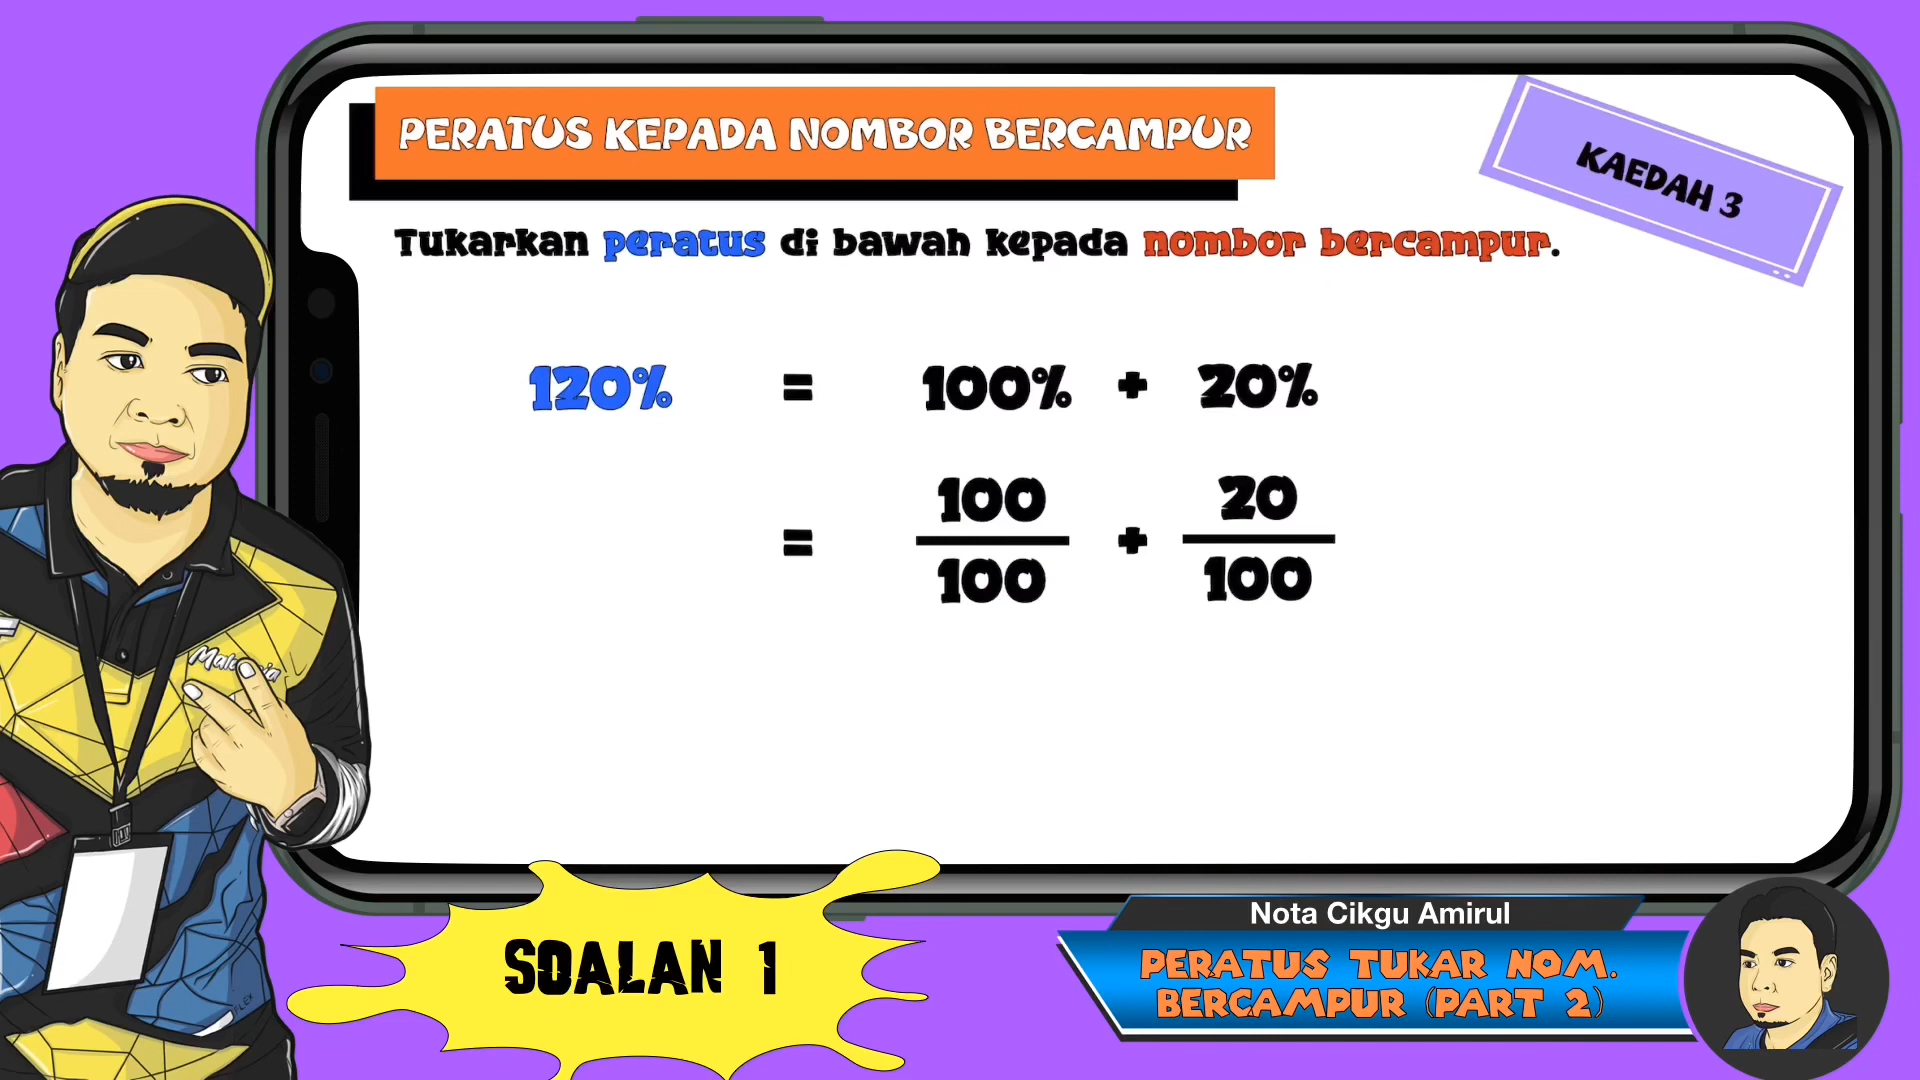 PERATUS KEPADA NOMBOR BERCAMPUR
KAEDAH 3
Tukarkan peratus di bawah kepada nombor bercampur.
120% = 100% + 20%
= 100/100 + 20/100
SOALAN 1
Nota Cikgu Amirul
PERATUS TUKAR NOM.
BERCAMPUR (PART 2)